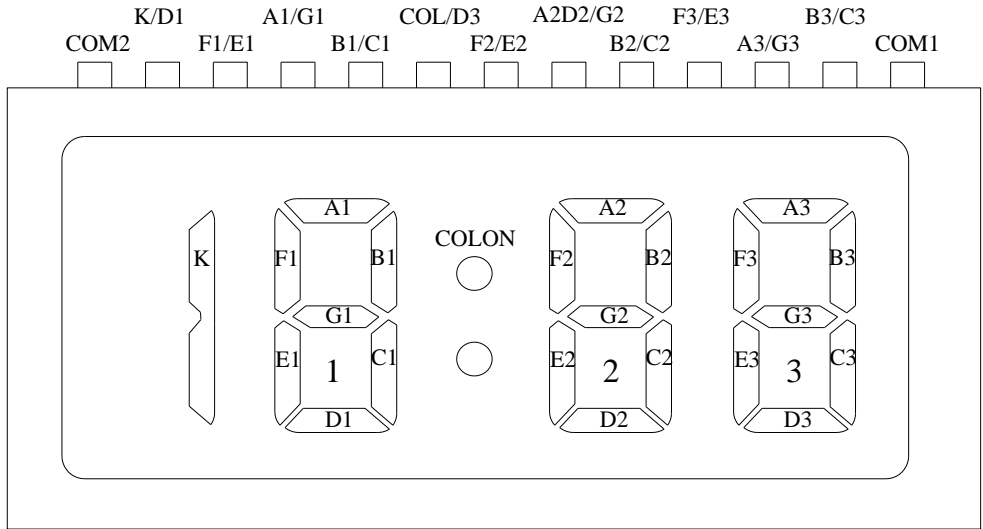 K/D1 A1/G1 COL/D3 A2D2/G2 F3/E3 B3/C3
COM2 F1/E1 B1/C1 F2/E2 B2/C2 A3/G3 COM1
A1 A2 A3
COLON
K F1 B1 F2 B2 F3 B3
G1 G2 G3
E1 1 C1 E2 2 C2 E3 3 C3
D1 D2 D3